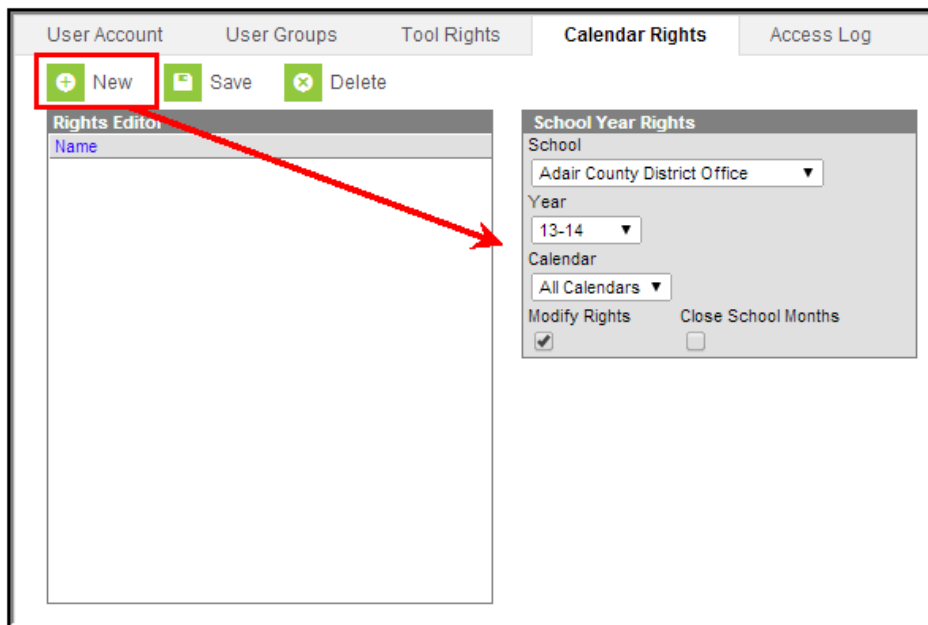 User Account User Groups Tool Rights Calendar Rights Access Log
New Save Delete
Rights Editor
Name
School Year Rights
School
Adair County District Office
Year
13-14
Calendar
All Calendars
Modify Rights Close School Months